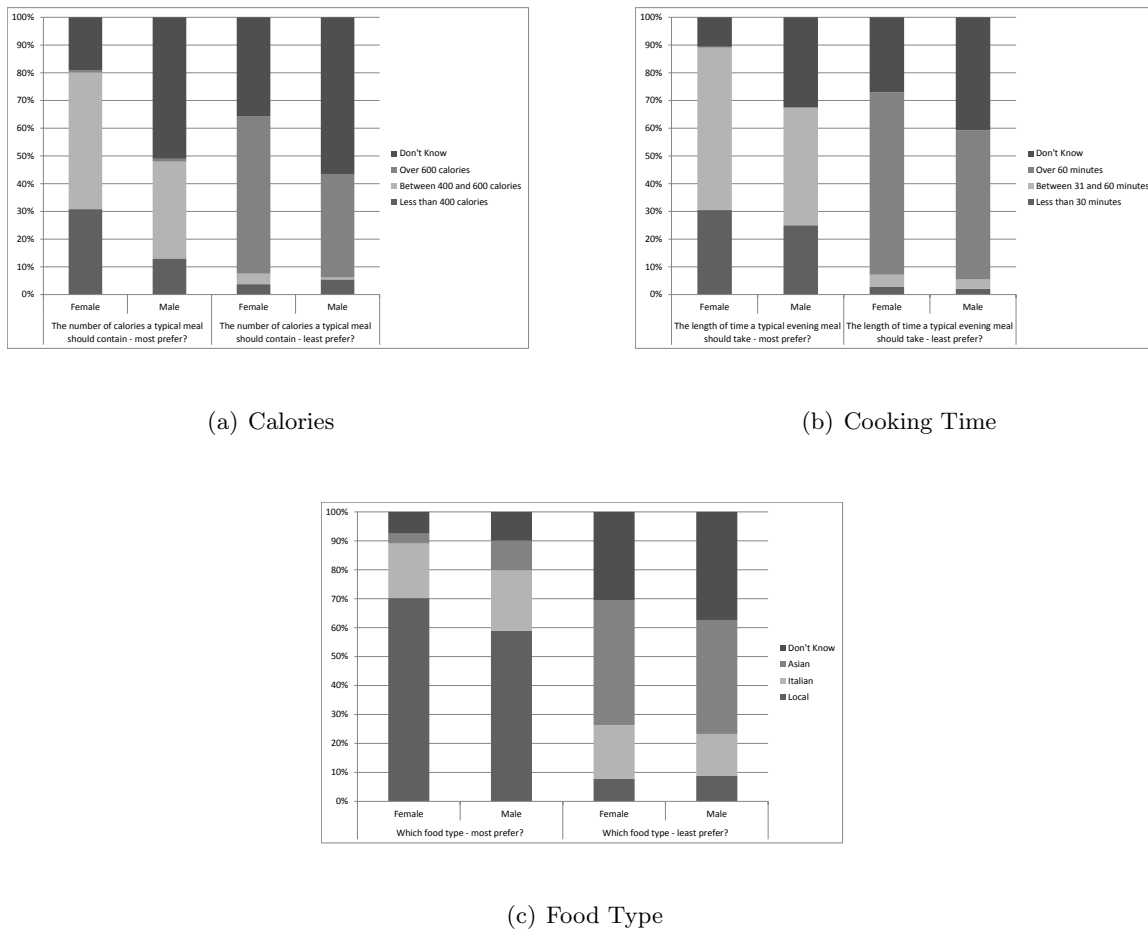 100%
90%
80%
70%
60%
50%
40%
30%
20%
10%
0%
Female
Male
Female
Male
The number of calories a typical meal
should contain - most prefer?
The number of calories a typical meal
should contain - least prefer?
Don't Know
Over 600 calories
Between 400 and 600 calories
Less than 400 calories
(a) Calories
100%
90%
80%
70%
60%
50%
40%
30%
20%
10%
0%
Female
Male
Female
Male
The length of time a typical evening meal
should take - most prefer?
The length of time a typical evening meal
should take - least prefer?
Don't Know
Over 60 minutes
Between 31 and 60 minutes
Less than 30 minutes
(b) Cooking Time
100%
90%
80%
70%
60%
50%
40%
30%
20%
10%
0%
Female
Male
Female
Male
Which food type - most prefer?
Which food type - least prefer?
Don't Know
Asian
Italian
Local
(c) Food Type